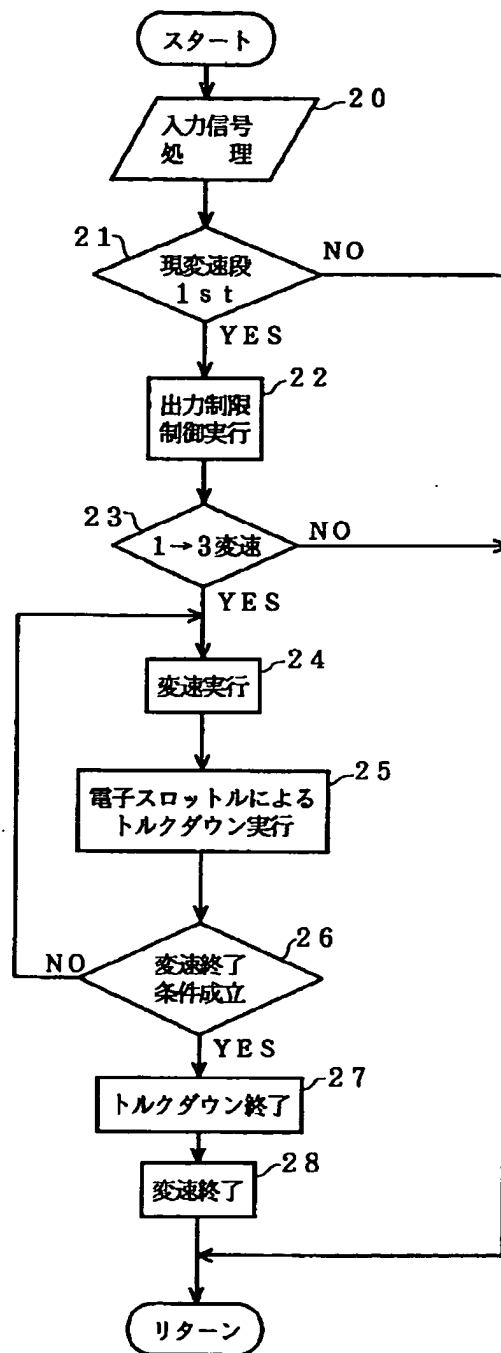 スタート
20
入力信号
処 理
21
現変速段
1st
NO
YES
22
出力制限
制御実行
23
1→3変速
NO
YES
24
変速実行
25
電子スロットルによる
トルクダウン実行
26
変速終了
条件成立
NO
YES
27
トルクダウン終了
28
変速終了
リターン